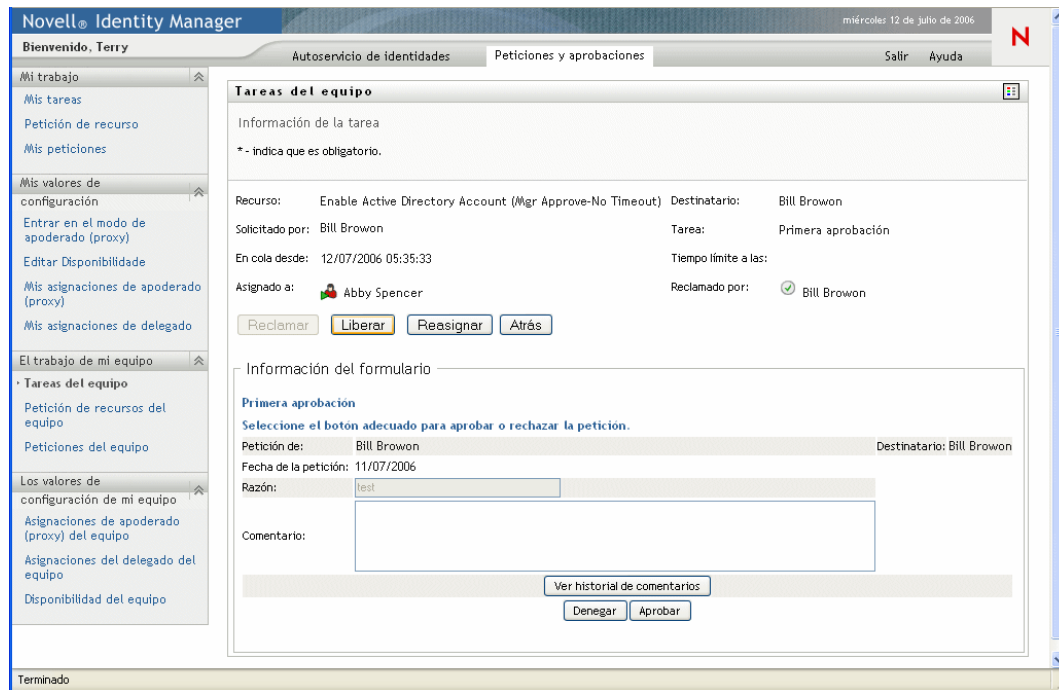 Novell® Identity Manager
miércoles 12 de julio de 2006
N
Bienvenido, Terry
Autoservicio de identidades
Peticiones y aprobaciones
Salir
Ayuda
Mi trabajo
Mis tareas
Petición de recurso
Mis peticiones
Mis valores de
configuración
Entrar en el modo de
apoderado (proxy)
Editar Disponibilidade
Mis asignaciones de apoderado
(proxy)
Mis asignaciones de delegado
El trabajo de mi equipo
Tareas del equipo
Petición de recursos del
equipo
Peticiones del equipo
Los valores de
configuración de mi equipo
Asignaciones de apoderado
(proxy) del equipo
Asignaciones del delegado del
equipo
Disponibilidad del equipo
Tareas del equipo
Información de la tarea
* - indica que es obligatorio.
Recurso: Enable Active Directory Account (Mgr Approve-No Timeout) Destinatario: Bill Browon
Solicitado por: Bill Browon Tarea: Primera aprobación
En cola desde: 12/07/2006 05:35:33 Tiempo límite a las:
Asignado a: Abby Spencer Reclamado por: Bill Browon
Reclamar Liberar Reasignar Atrás
Información del formulario
Primera aprobación
Seleccione el botón adecuado para aprobar o rechazar la petición.
Petición de: Bill Browon Destinatario: Bill Browon
Fecha de la petición: 11/07/2006
Razón: test
Comentario:
Ver historial de comentarios
Denegar Aprobar
Terminado